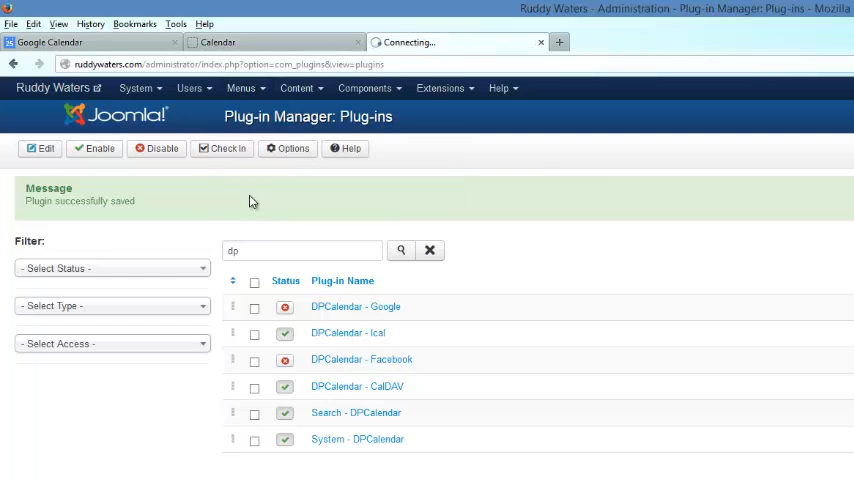 Ruddy Waters - Administration - Plug-in Manager: Plug-ins - Mozilla
File Edit View History Bookmarks Tools Help
25 Google Calendar × Calendar × Connecting... × +
ruddywaters.com/administrator/index.php?option=com_plugins&view=plugins
Ruddy Waters System Users Menus Content Components Extensions Help
Joomla!® Plug-in Manager: Plug-ins
Edit Enable Disable Check In Options Help
Message
Plugin successfully saved
Filter:
dp
- Select Status -
Status Plug-in Name
- Select Type -
DPCalendar - Google
DPCalendar - Ical
- Select Access -
DPCalendar - Facebook
DPCalendar - CalDAV
Search - DPCalendar
System - DPCalendar